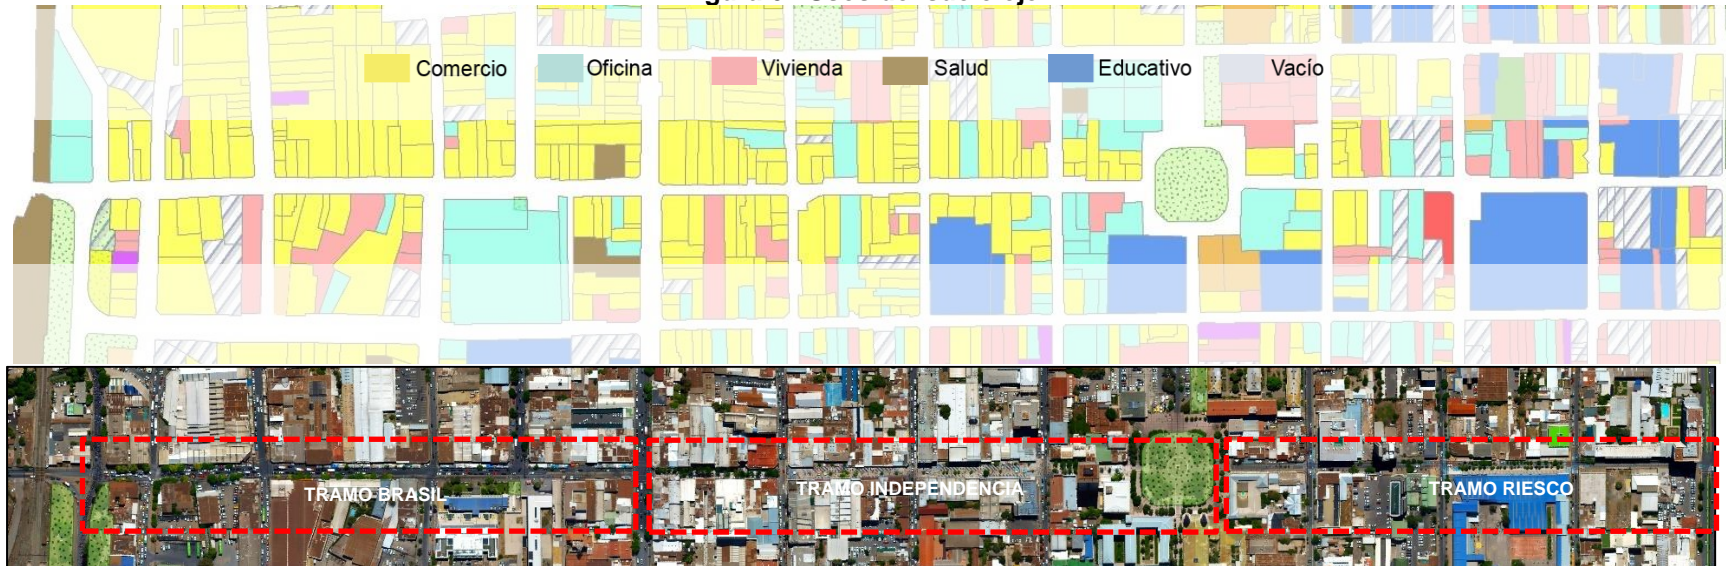 Comercio
Oficina
Vivienda
Salud
Educativo
Vacío
TRAMO BRASIL
TRAMO INDEPENDENCIA
TRAMO RIESCO